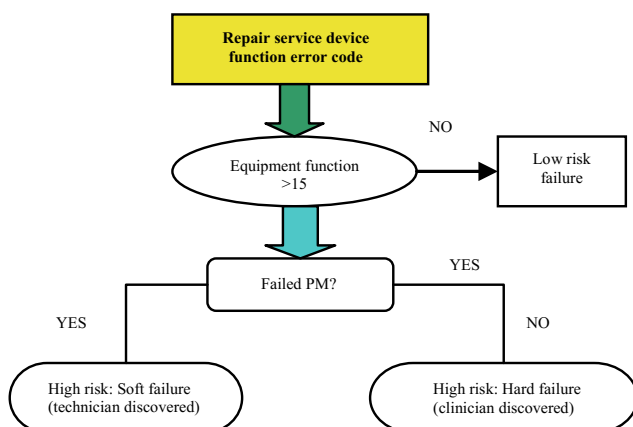 Repair service device
function error code
NO
Equipment function
>15
Low risk
failure
Failed PM?
YES
YES
NO
High risk: Soft failure
(technician discovered)
High risk: Hard failure
(clinician discovered)